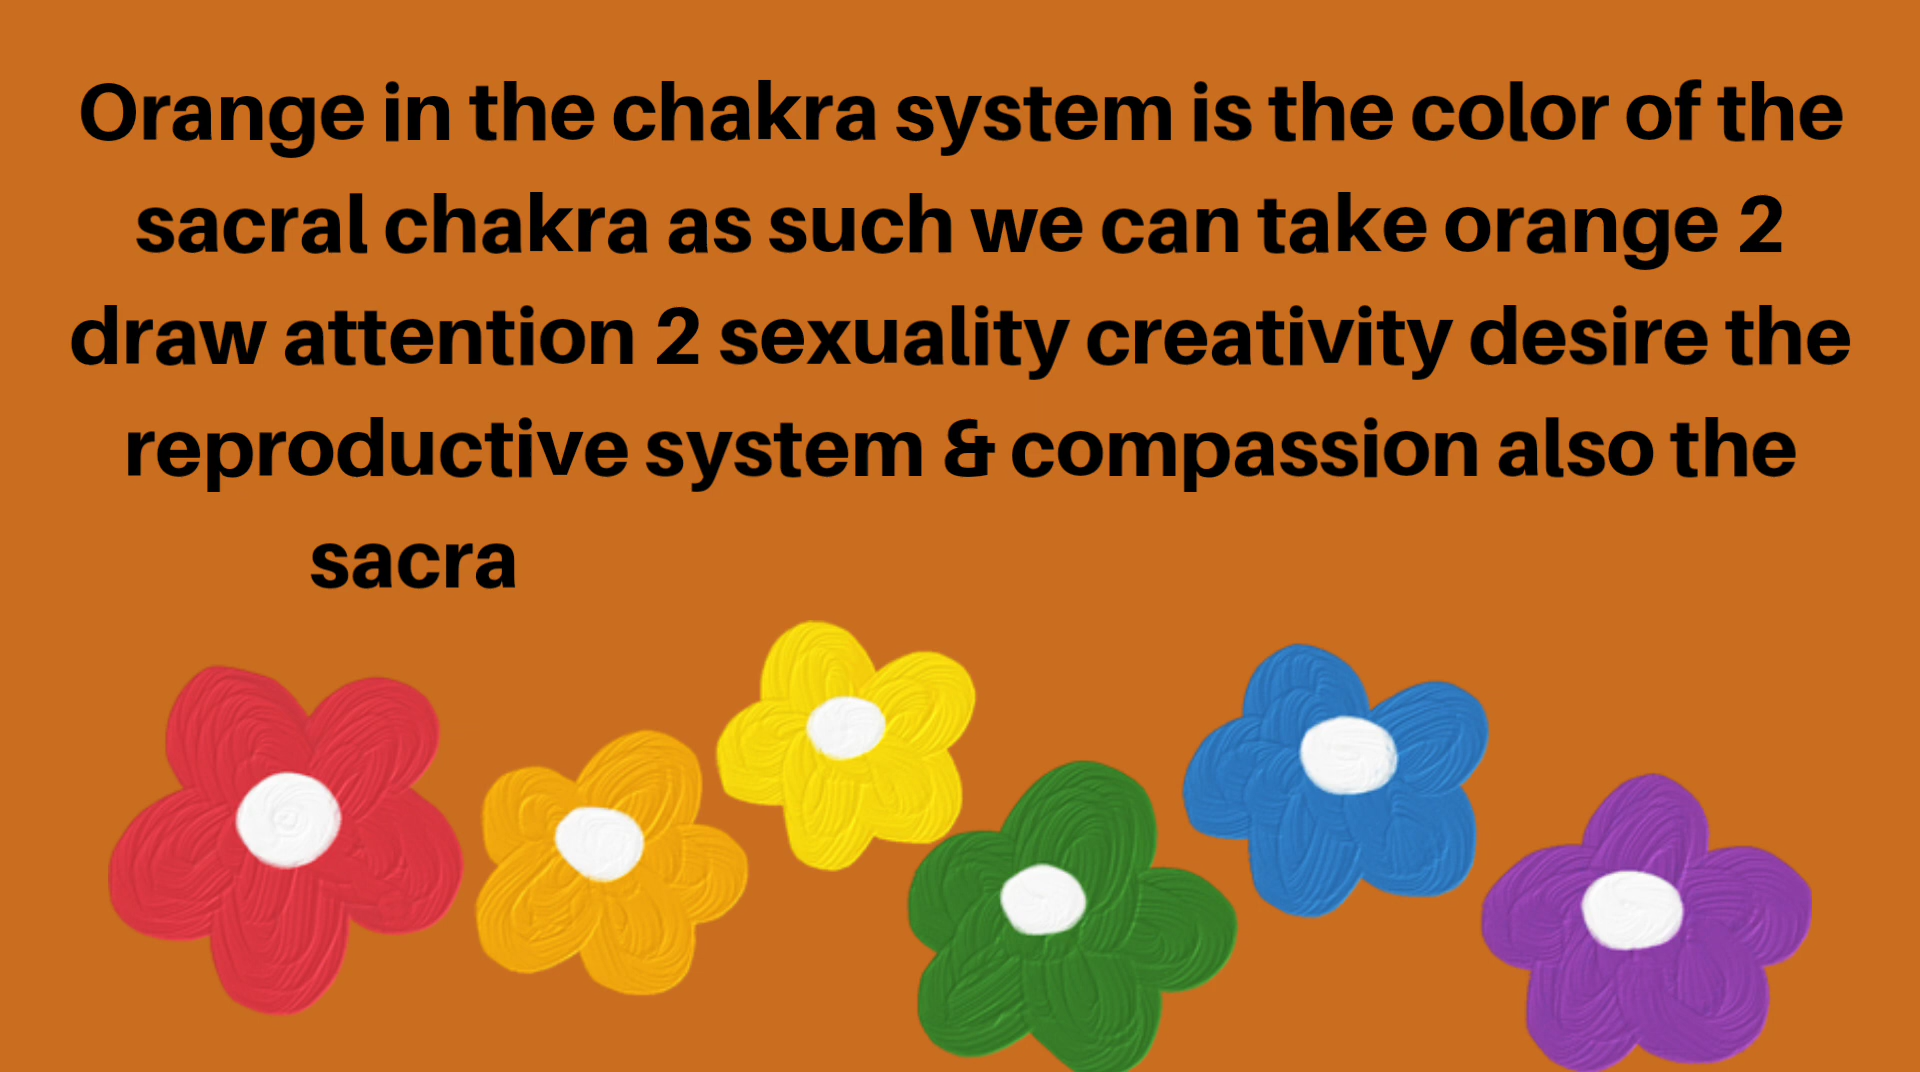 Orange in the chakra system is the color of the
sacral chakra as such we can take orange 2
draw attention 2 sexuality creativity desire the
reproductive system & compassion also the
sacra